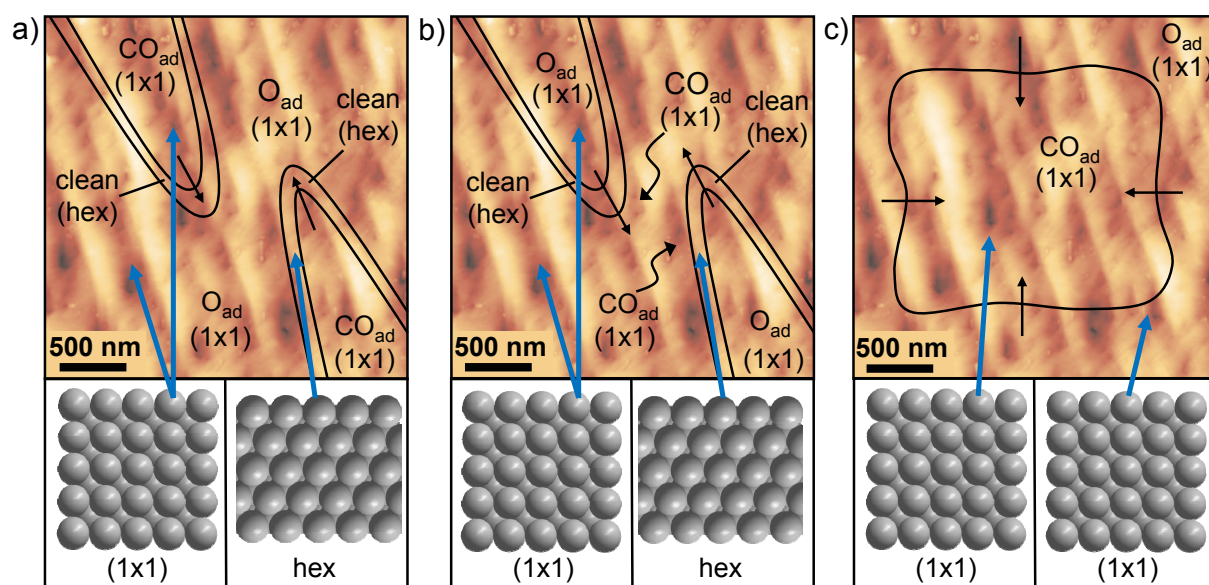 a)
CO_ad
(1x1)
O_ad
(1x1)
clean
(hex)
clean
(hex)
O_ad
(1x1)
CO_ad
(1x1)
500 nm
(1x1)
hex
b)
O_ad
(1x1)
CO_ad
(1x1)
clean
(hex)
clean
(hex)
CO_ad
(1x1)
O_ad
(1x1)
500 nm
(1x1)
hex
c)
O_ad
(1x1)
CO_ad
(1x1)
500 nm
(1x1)
(1x1)